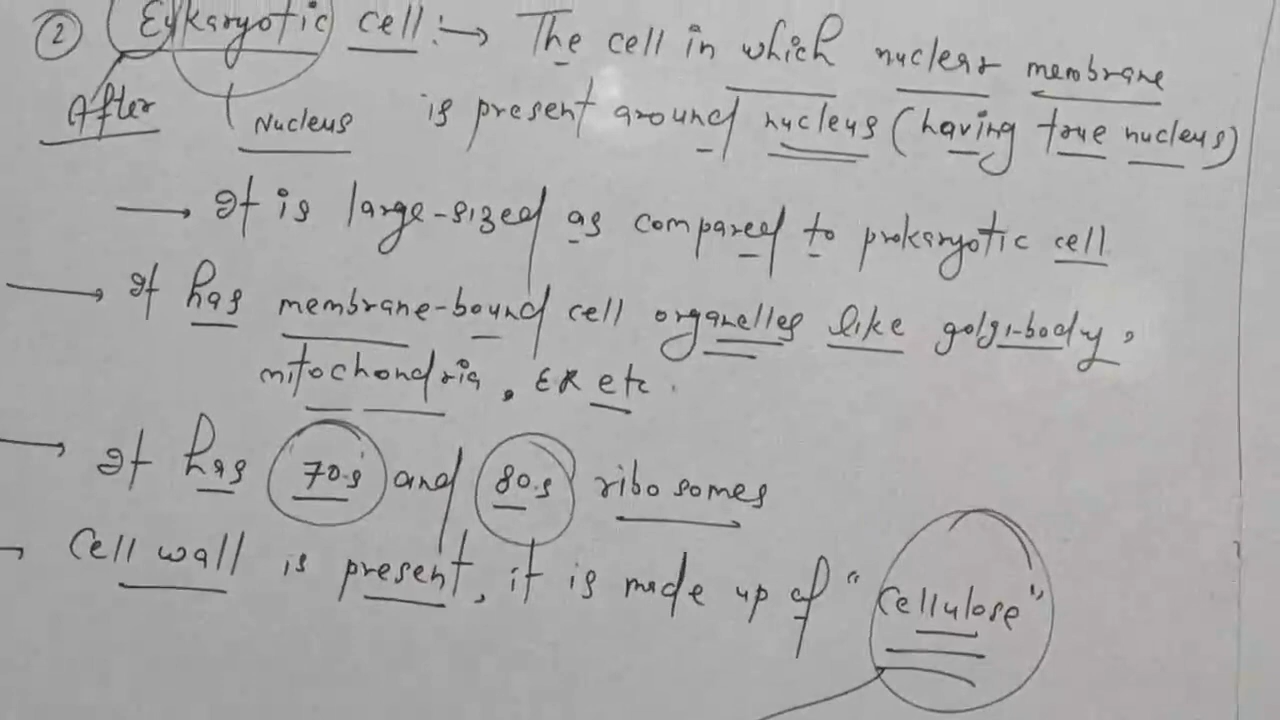 ② Eukaryotic cell :→ The cell in which nuclear membrane
After Nucleus is present around nucleus (having true nucleus)
→ It is large-sized as compared to prokaryotic cell
→ It has membrane-bound cell organelles like golgi-body,
mitochondria, ER etc.
→ It has 70s and 80s ribosomes
→ Cell wall is present, it is made up of "Cellulose"